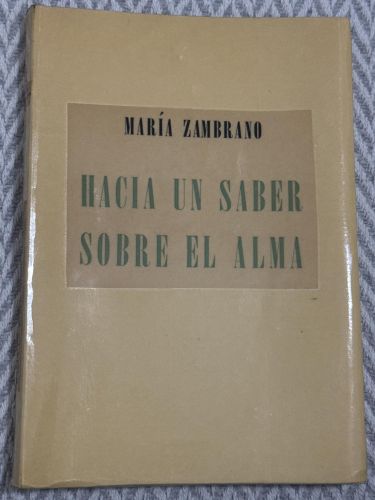 MARÍA ZAMBRANO
HACIA UN SABER
SOBRE EL ALMA